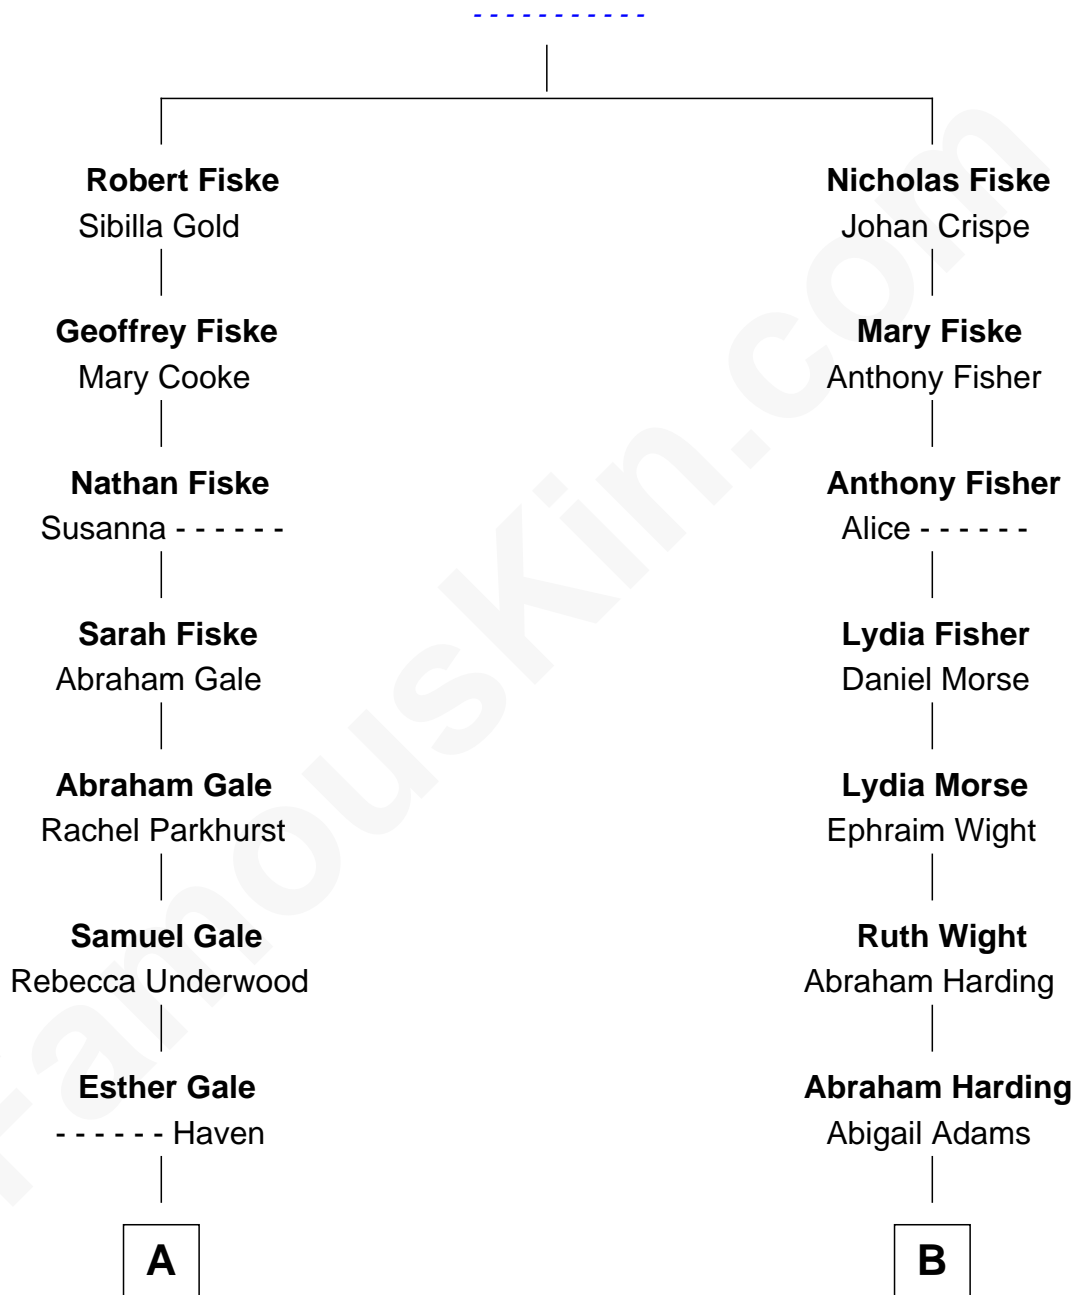 - - - - - - - - - - -
Robert Fiske
Sibilla Gold
Geoffrey Fiske
Mary Cooke
Nathan Fiske
Susanna - - - - - -
Sarah Fiske
Abraham Gale
Abraham Gale
Rachel Parkhurst
Samuel Gale
Rebecca Underwood
Esther Gale
- - - - - - Haven
A
Nicholas Fiske
Johan Crispe
Mary Fiske
Anthony Fisher
Anthony Fisher
Alice - - - - - -
Lydia Fisher
Daniel Morse
Lydia Morse
Ephraim Wight
Ruth Wight
Abraham Harding
Abraham Harding
Abigail Adams
B
FamousKin.com